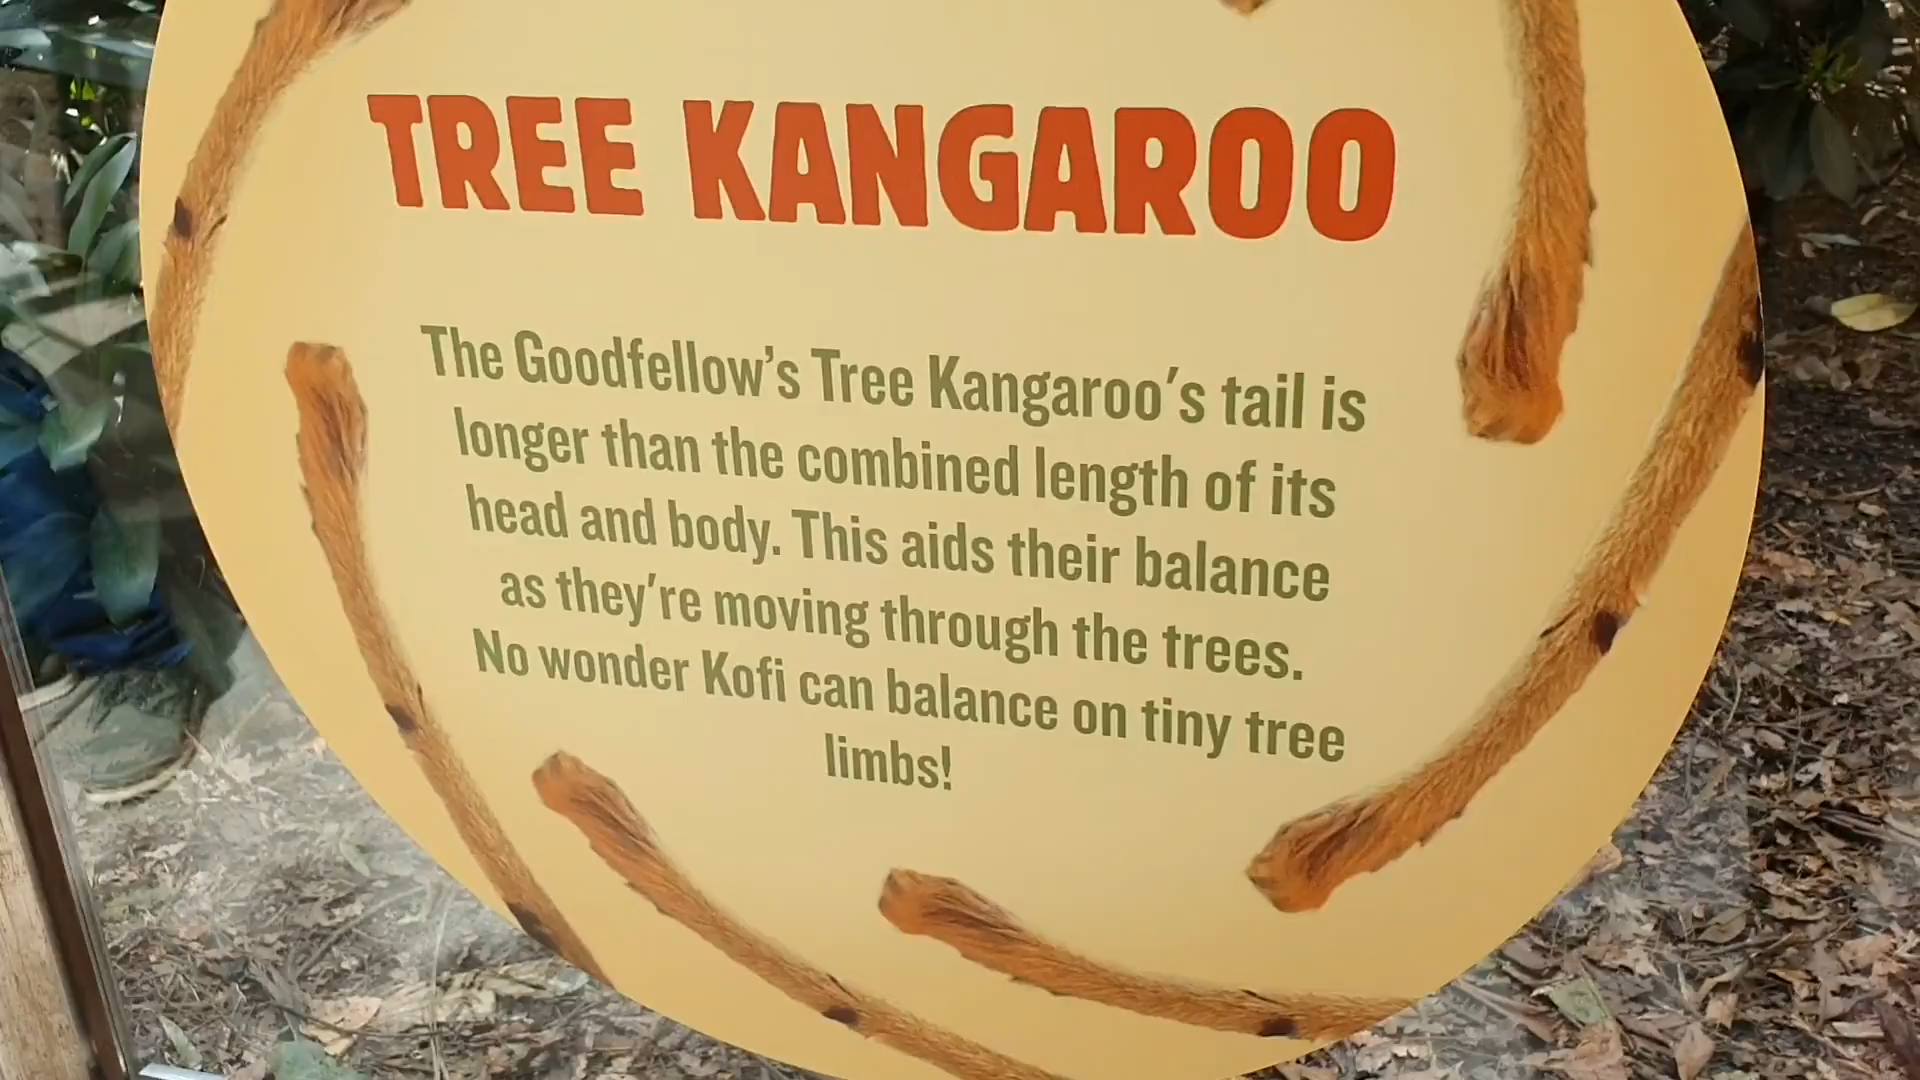 TREE KANGAROO
The Goodfellow’s Tree Kangaroo's tail is
longer than the combined length of its
head and body. This aids their balance
as they're moving through the trees.
No wonder Kofi can balance on tiny tree
limbs!